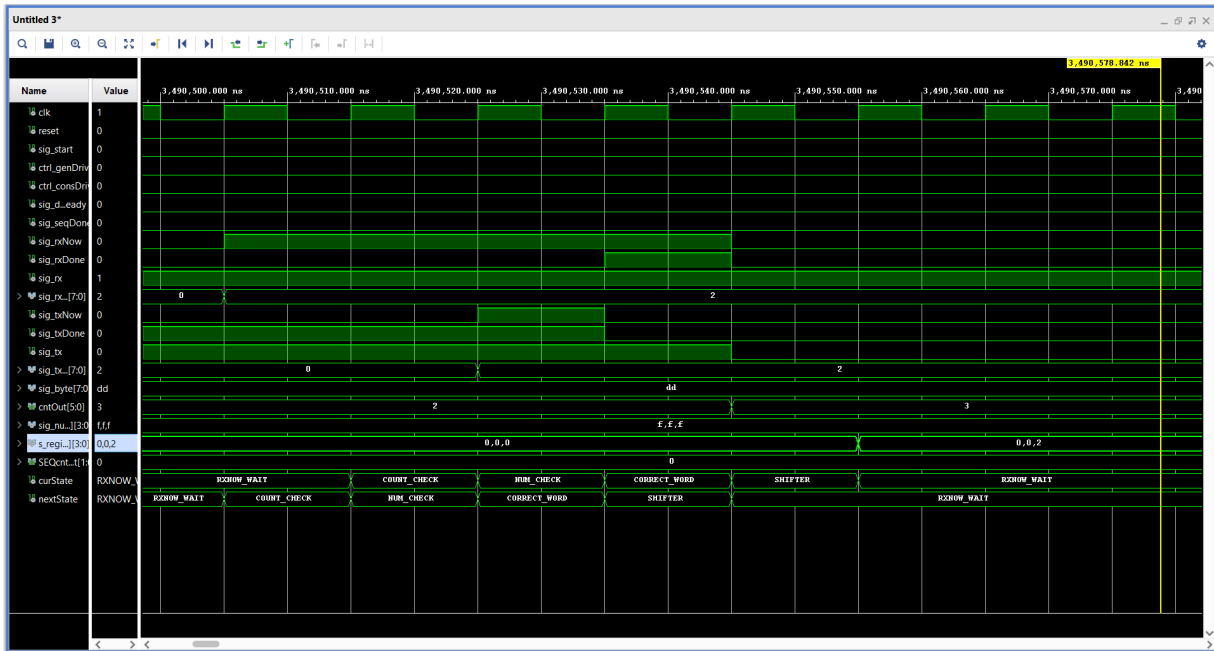 Untitled 3*
3,490,578.842 ns
Name Value
3,490,500.000 ns 3,490,510.000 ns 3,490,520.000 ns 3,490,530.000 ns 3,490,540.000 ns 3,490,550.000 ns 3,490,560.000 ns 3,490,570.000 ns 3,490
clk 1
reset 0
sig_start 0
ctrl_genDriv 0
ctrl_consDri 0
sig_d...eady 0
sig_seqDone 0
sig_rxNow 0
sig_rxDone 0
sig_rx 1
sig_rx...[7:0] 2 0 2
sig_txNow 0
sig_txDone 0
sig_tx 0
sig_tx...[7:0] 2 0 2
sig_byte[7:0 dd dd
cntOut[5:0] 3 2 3
sig_nu...][3:0 f,f,f f,f,f
s_regi...][3:0] 0,0,2 0,0,0 0,0,2
SEQcnt...t[1:0 0 0
curState RXNOW_V RXNOW_WAIT COUNT_CHECK NUM_CHECK CORRECT_WORD SHIFTER RXNOW_WAIT
nextState RXNOW_V RXNOW_WAIT COUNT_CHECK NUM_CHECK CORRECT_WORD SHIFTER RXNOW_WAIT